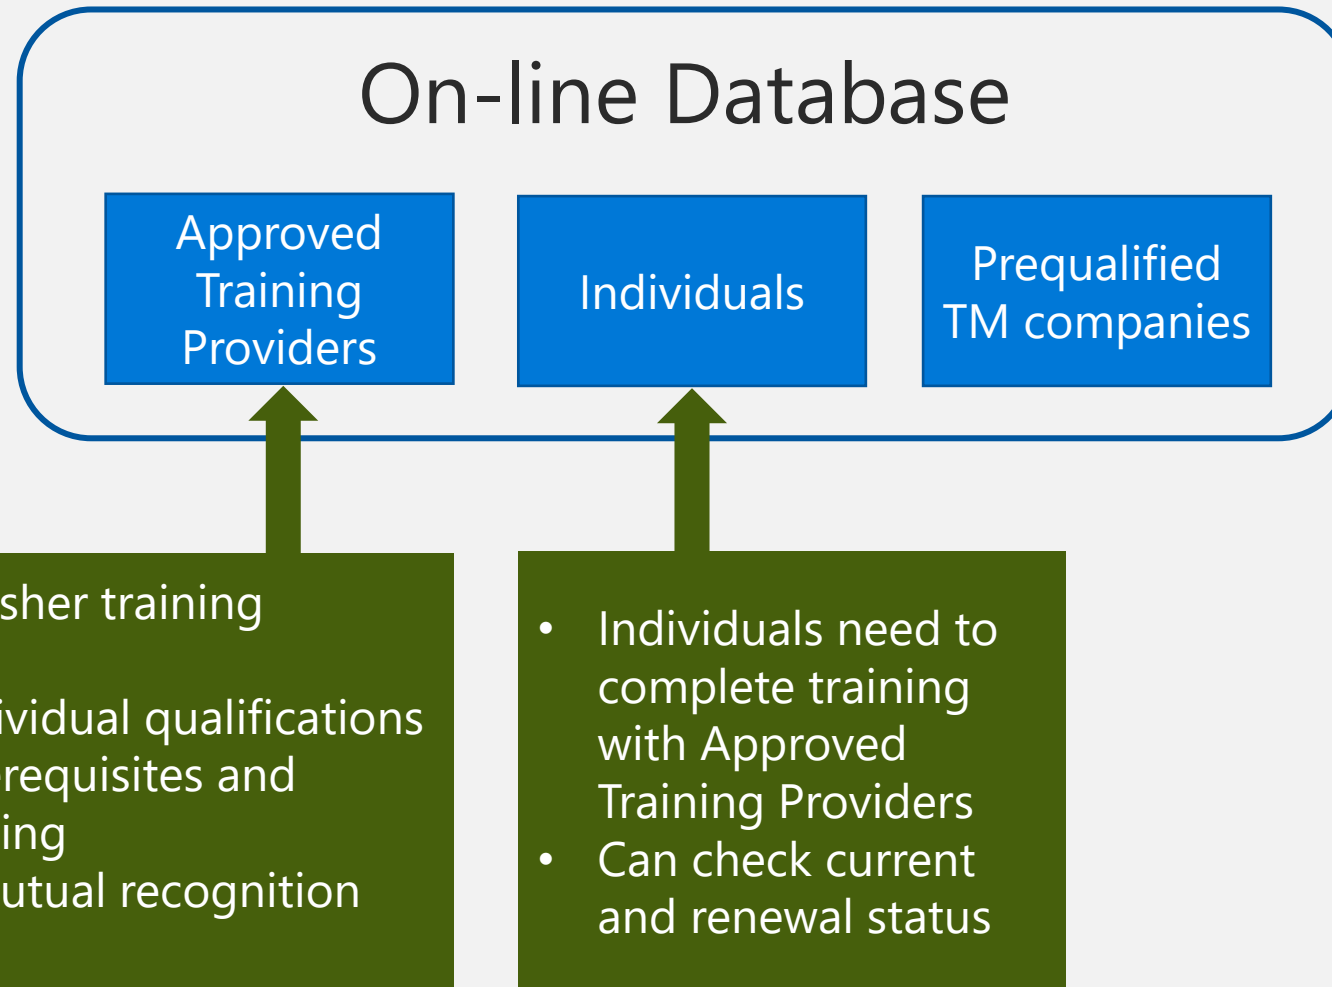 On-line Database
Approved
Training
Providers
Individuals
Prequalified
TM companies
sher training
vidual qualifications
requisites and
ing
utual recognition
• Individuals need to
complete training
with Approved
Training Providers
• Can check current
and renewal status